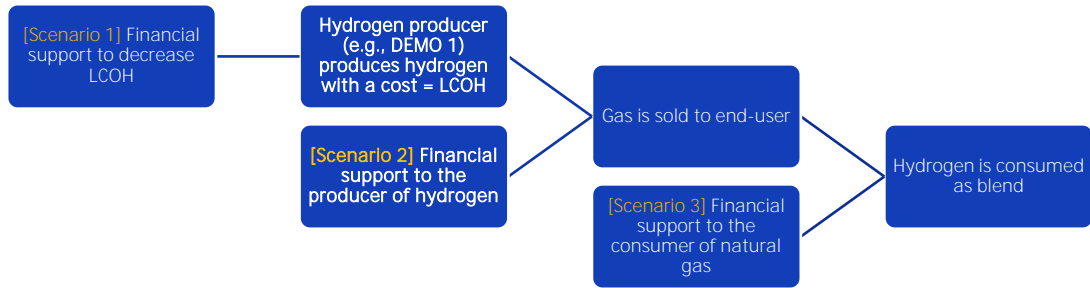 [Scenario 1] Financial
support to decrease
LCOH
Hydrogen producer
(e.g., DEMO 1)
produces hydrogen
with a cost = LCOH
[Scenario 2] Financial
support to the
producer of hydrogen
Gas is sold to end-user
[Scenario 3] Financial
support to the
consumer of natural
gas
Hydrogen is consumed
as blend